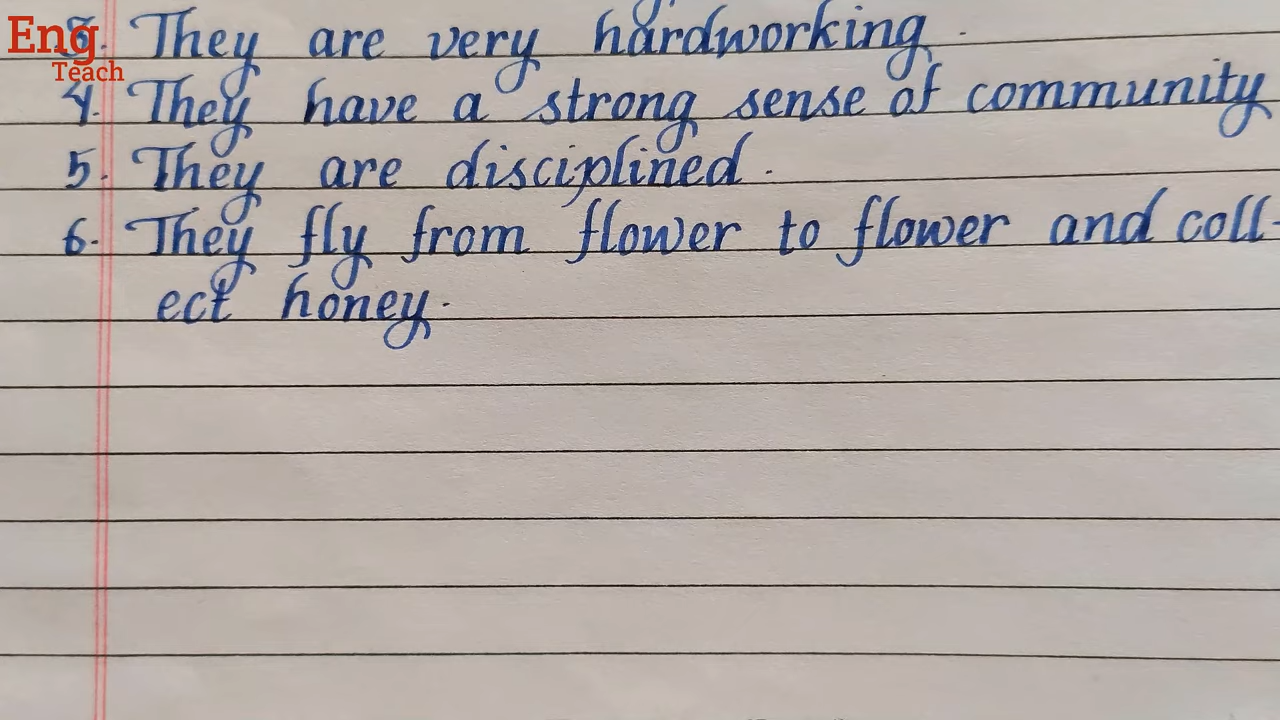 Eng
Teach
3. They are very hardworking.
4. They have a strong sense of community
5. They are disciplined.
6. They fly from flower to flower and coll-
ect honey.